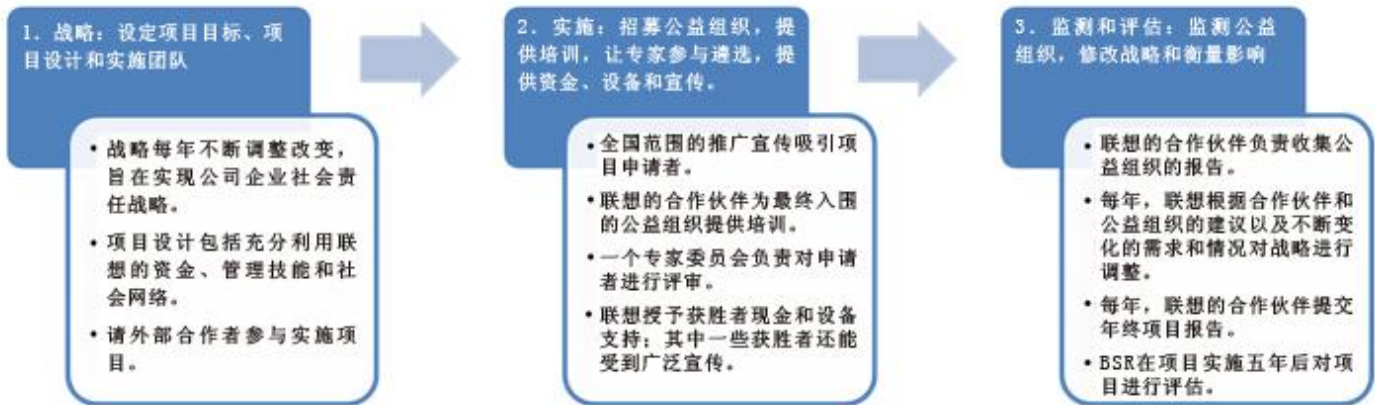 1. 战略：设定项目目标、项
目设计和实施团队
• 战略每年不断调整改变，
旨在实现公司企业社会责
任战略。
• 项目设计包括充分利用联
想的资金、管理技能和社
会网络。
• 请外部合作者参与实施项
目。
2. 实施：招募公益组织，提
供培训，让专家参与遴选，提
供资金、设备和宣传。
• 全国范围的推广宣传吸引项
目申请者。
• 联想的合作伙伴为最终入围
的公益组织提供培训。
• 一个专家委员会负责对申请
者进行评审。
• 联想授予获胜者现金和设备
支持；其中一些获胜者还能
受到广泛宣传。
3. 监测和评估：监测公益
组织，修改战略和衡量影响
• 联想的合作伙伴负责收集公
益组织的报告。
• 每年，联想根据合作伙伴和
公益组织的建议以及不断变
化的需求和情况对战略进行
调整。
• 每年，联想的合作伙伴提交
年终项目报告。
• BSR在项目实施五年后对项
目进行评估。